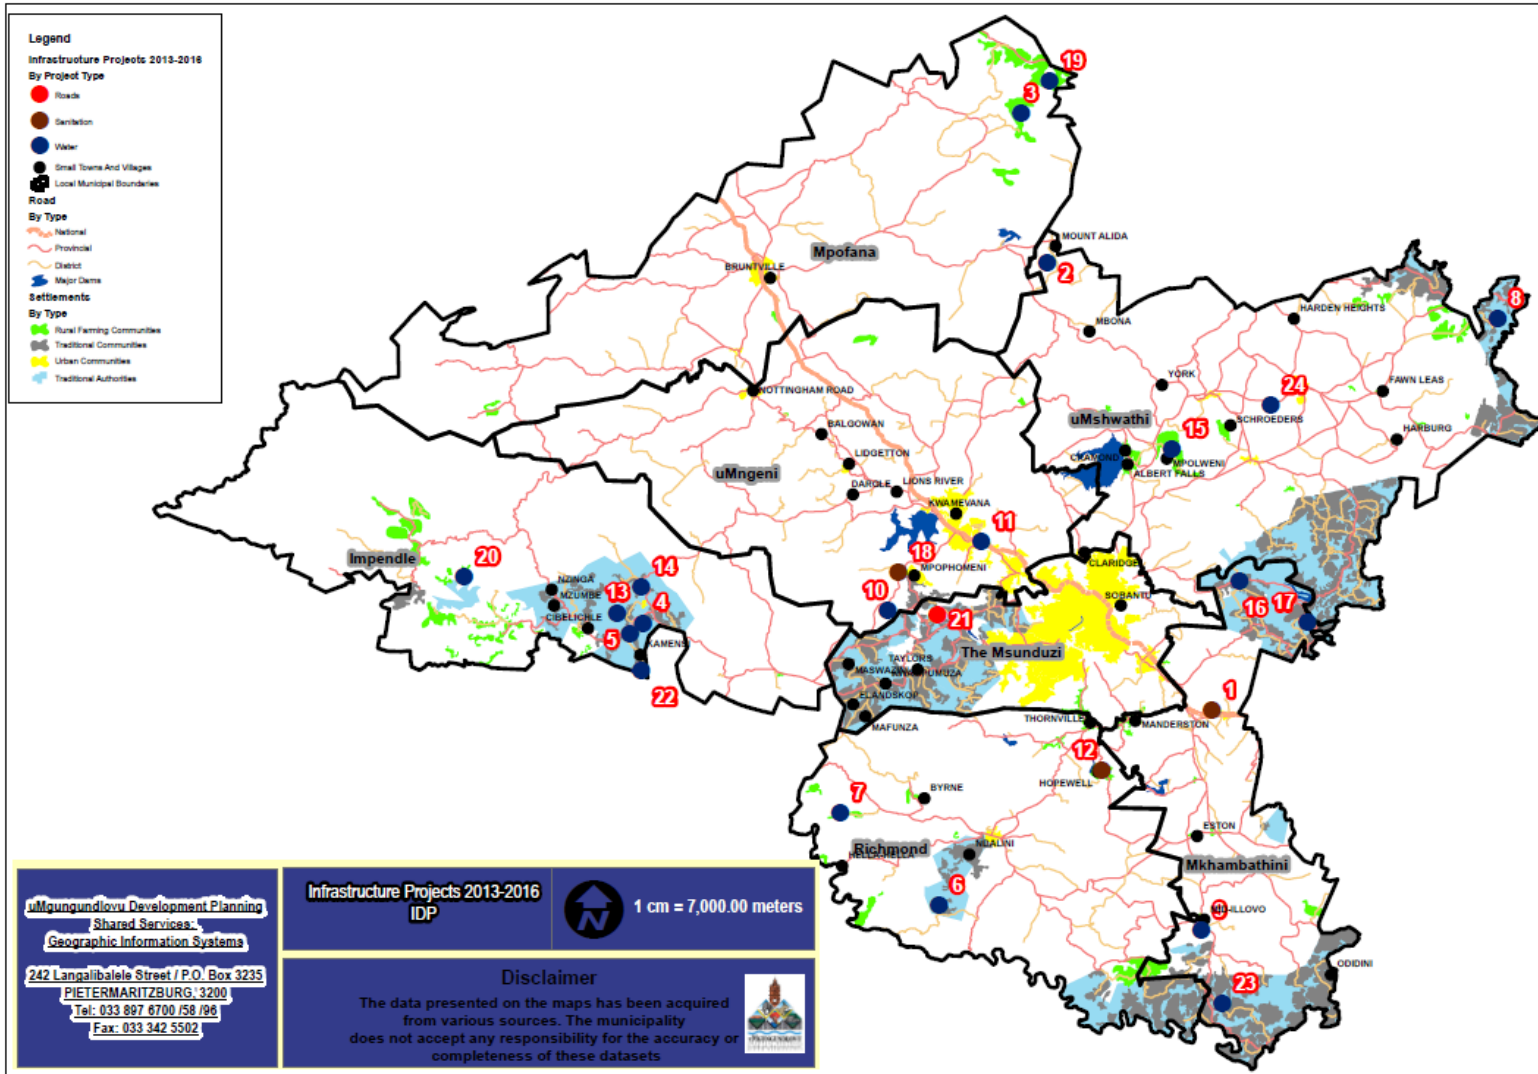 Legend
Infrastructure Projects 2013-2016
By Project Type
Roads
Sanitation
Water
Small Towns And Villages
Local Municipal Boundaries
Road
By Type
National
Provincial
District
Major Dams
Settlements
By Type
Rural Farming Communities
Traditional Communities
Urban Communities
Traditional Authorities
19
3
MOUNT ALIDA
Mpofana
2
BRUNTVILLE
8
HARDEN HEIGHTS
MBONA
YORK
24
FAWN LEAS
NOTTINGHAM ROAD
uMshwathi
SCHROEDERS
BALGOWAN
15
HARBURG
LIDGETTON
CRAMOND
MPOLWENI
uMngeni
ALBERT FALLS
DARGLE
LIONS RIVER
KWAMEVANA
11
Impendle
18
20
14
MPOPHOMENI
CLARIDGE
NZINGA
13
MZUMBE
4
10
SOBANTU
16
17
CIBELICHLE
5
21
KAMENSI
The Msunduzi
TAYLORS
MASWAZINI
22
ELANDSKOP
1
MAFUNZA
THORNVILLE
MANDERSTON
12
HOPEWELL
7
BYRNE
ESTON
Richmond
NDALINI
HELLA-HELLA
Mkhambathini
6
MID-ILLOVO
9
ODIDINI
23
uMgungundlovu Development Planning
Shared Services:
Geographic Information Systems
242 Langalibalele Street / P.O. Box 3235
PIETERMARITZBURG, 3200
Tel: 033 897 6700 /58 /96
Fax: 033 342 5502
Infrastructure Projects 2013-2016
IDP
N
1 cm = 7,000.00 meters
Disclaimer
The data presented on the maps has been acquired
from various sources. The municipality
does not accept any responsibility for the accuracy or
completeness of these datasets